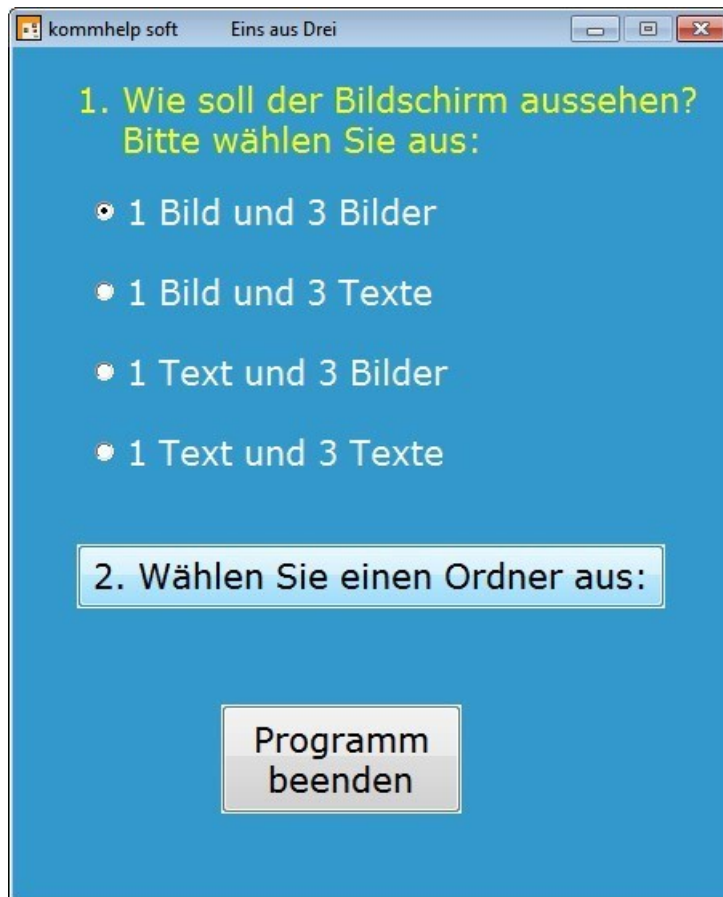 kommhelp soft Eins aus Drei
1. Wie soll der Bildschirm aussehen?
Bitte wählen Sie aus:
1 Bild und 3 Bilder
1 Bild und 3 Texte
1 Text und 3 Bilder
1 Text und 3 Texte
2. Wählen Sie einen Ordner aus:
Programm
beenden